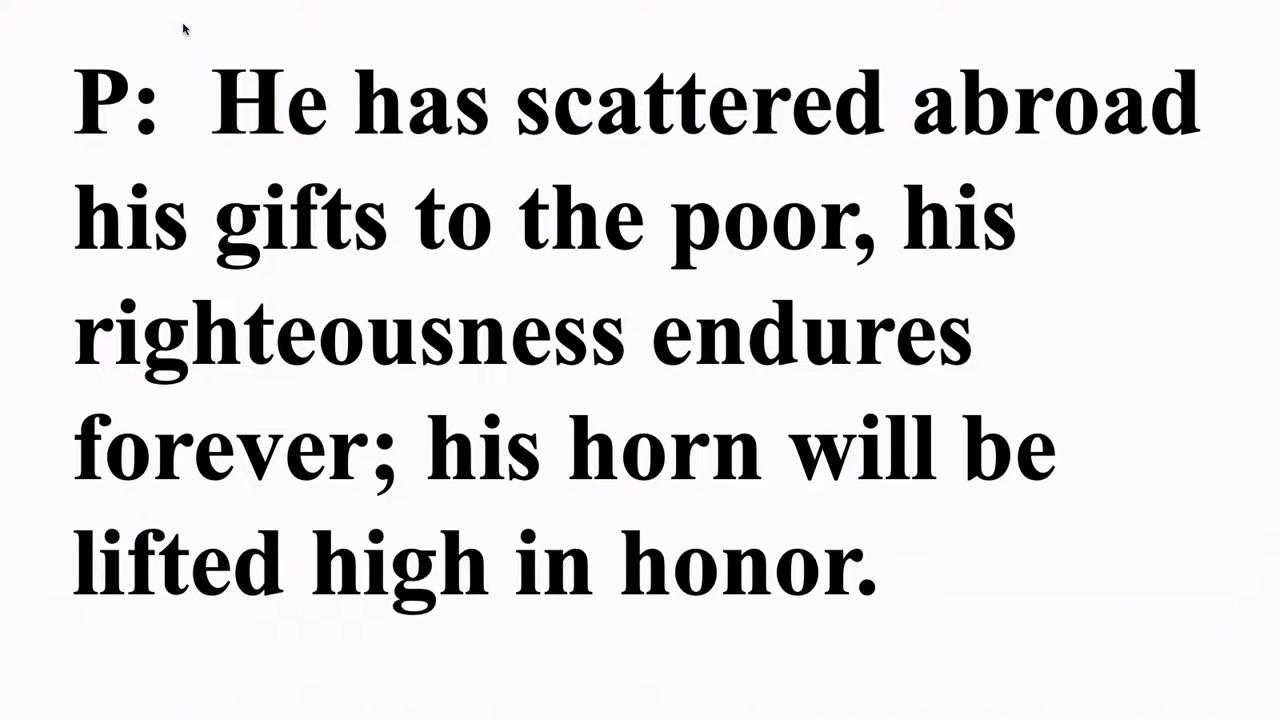 P:  He has scattered abroad
his gifts to the poor, his
righteousness endures
forever; his horn will be
lifted high in honor.